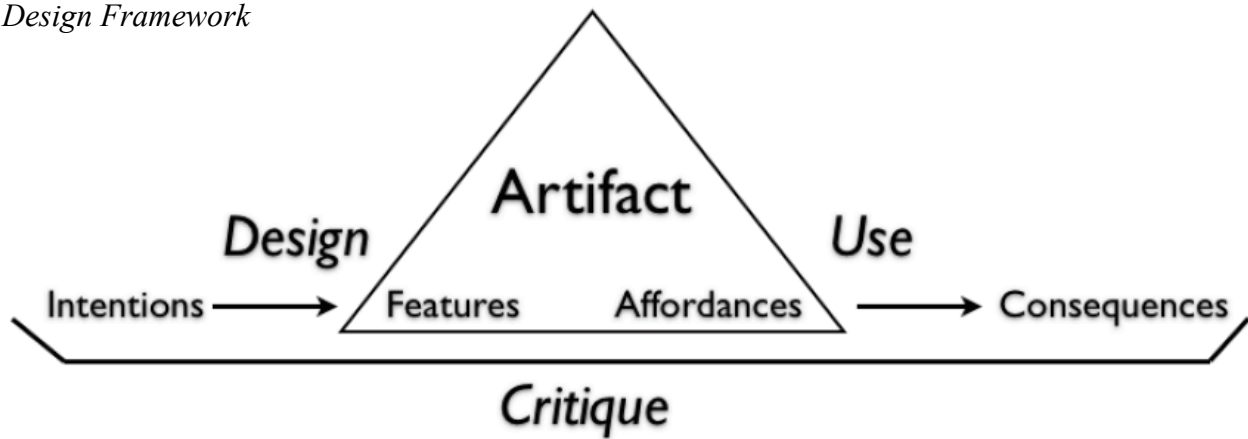 Design Framework
Artifact
Design
Use
Intentions
Features
Affordances
Consequences
Critique